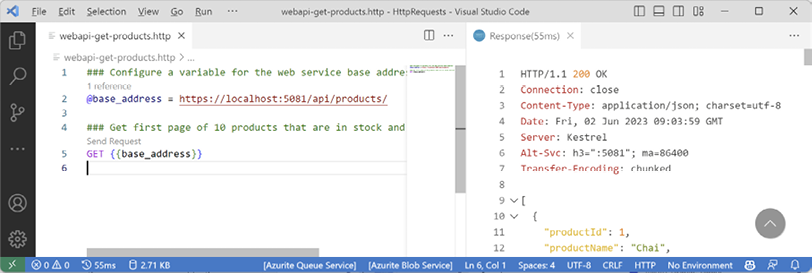 File Edit Selection View Go Run ··· webapi-get-products.http - HttpRequests - Visual Studio Code
webapi-get-products.http
webapi-get-products.http > ...
1 ### Configure a variable for the web service base addres
1 reference
2 @base_address = https://localhost:5081/api/products/
3
4 ### Get first page of 10 products that are in stock and
Send Request
5 GET {{base_address}}
6
Response(55ms)
1 HTTP/1.1 200 OK
2 Connection: close
3 Content-Type: application/json; charset=utf-8
4 Date: Fri, 02 Jun 2023 09:03:59 GMT
5 Server: Kestrel
6 Alt-Svc: h3=":5081"; ma=86400
7 Transfer-Encoding: chunked
8
9 [
10 {
11 "productId": 1,
12 "productName": "Chai",
0 0 55ms 2.71 KB [Azurite Queue Service] [Azurite Blob Service] Ln 6, Col 1 Spaces: 4 UTF-8 CRLF HTTP No Environment